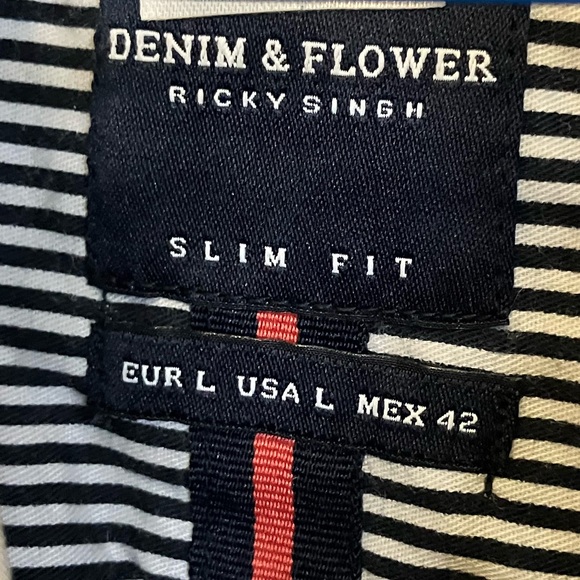 DENIM & FLOWER
RICKY SINGH
SLIM FIT
EUR L USA L MEX 42